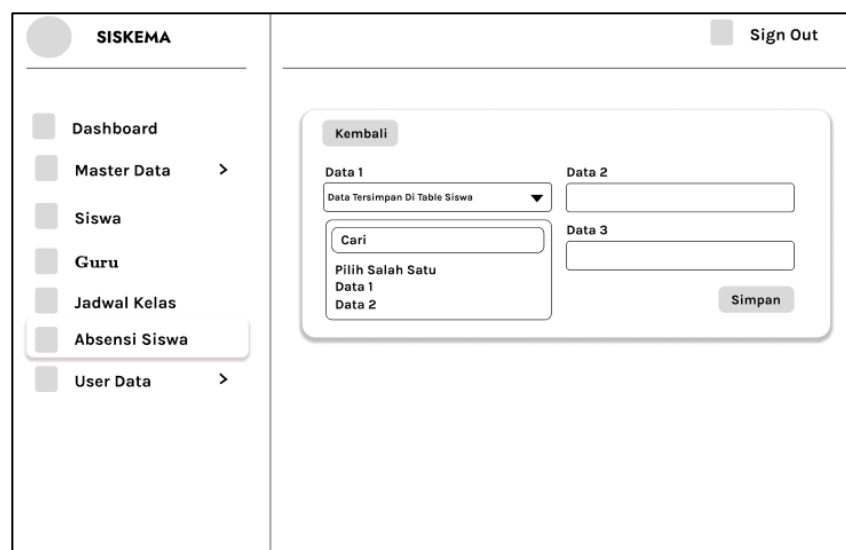 SISKEMA
Sign Out
Dashboard
Master Data >
Siswa
Guru
Jadwal Kelas
Absensi Siswa
User Data >
Kembali
Data 1
Data Tersimpan Di Table Siswa
Cari
Pilih Salah Satu
Data 1
Data 2
Data 2
Data 3
Simpan